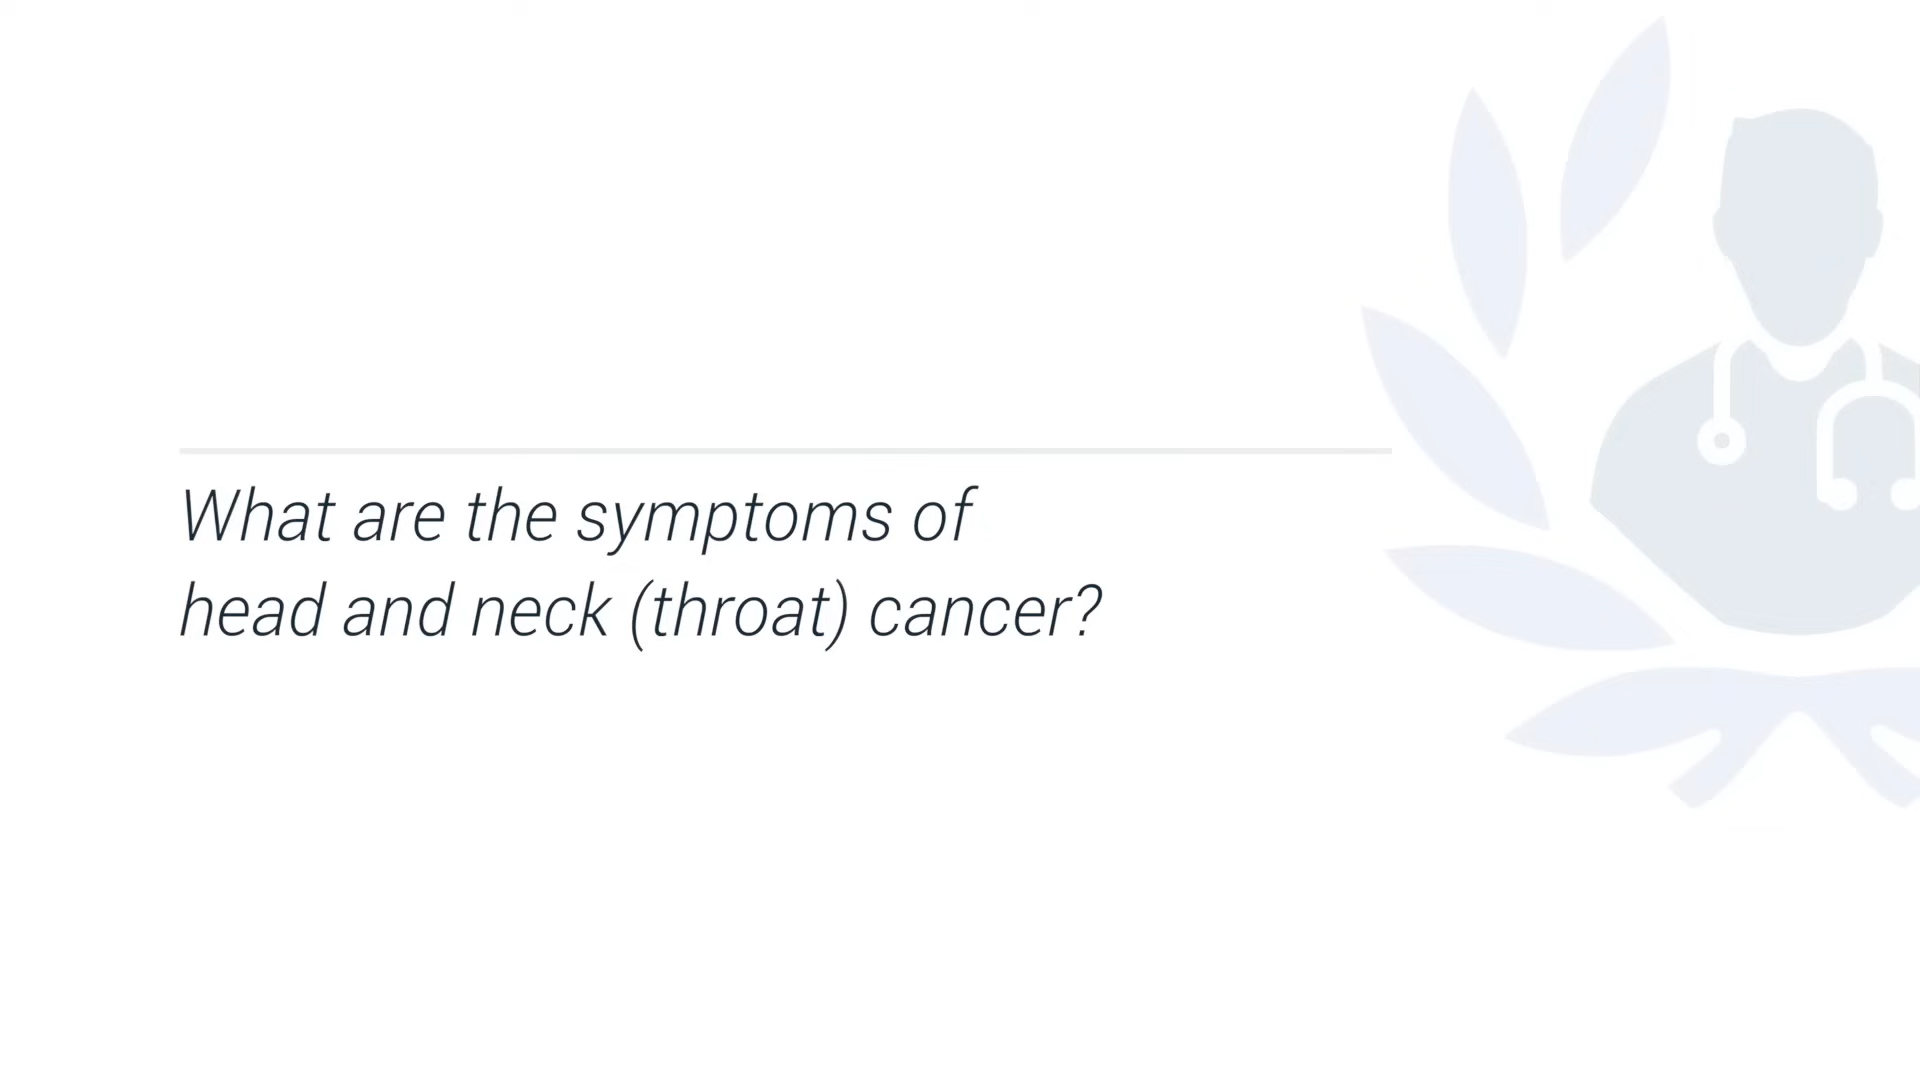 What are the symptoms of
head and neck (throat) cancer?